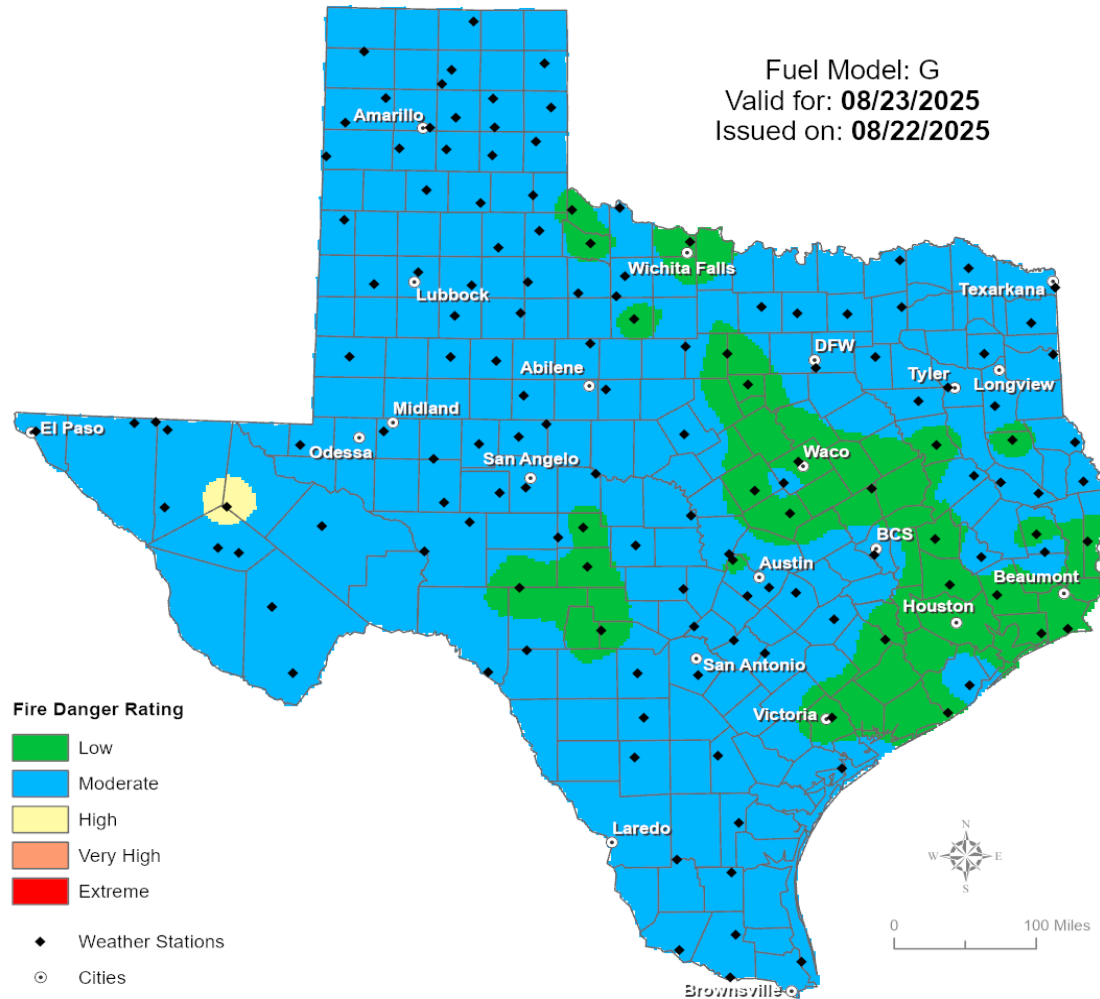 Fuel Model: G
Valid for: 08/23/2025
Issued on: 08/22/2025
Amarillo
Wichita Falls
Lubbock
Texarkana
DFW
Abilene
Tyler
Longview
Midland
El Paso
Odessa
San Angelo
Waco
BCS
Austin
Beaumont
Houston
San Antonio
Victoria
Laredo
Brownsville
Fire Danger Rating
Low
Moderate
High
Very High
Extreme
Weather Stations
Cities
N
W E
S
0 100 Miles